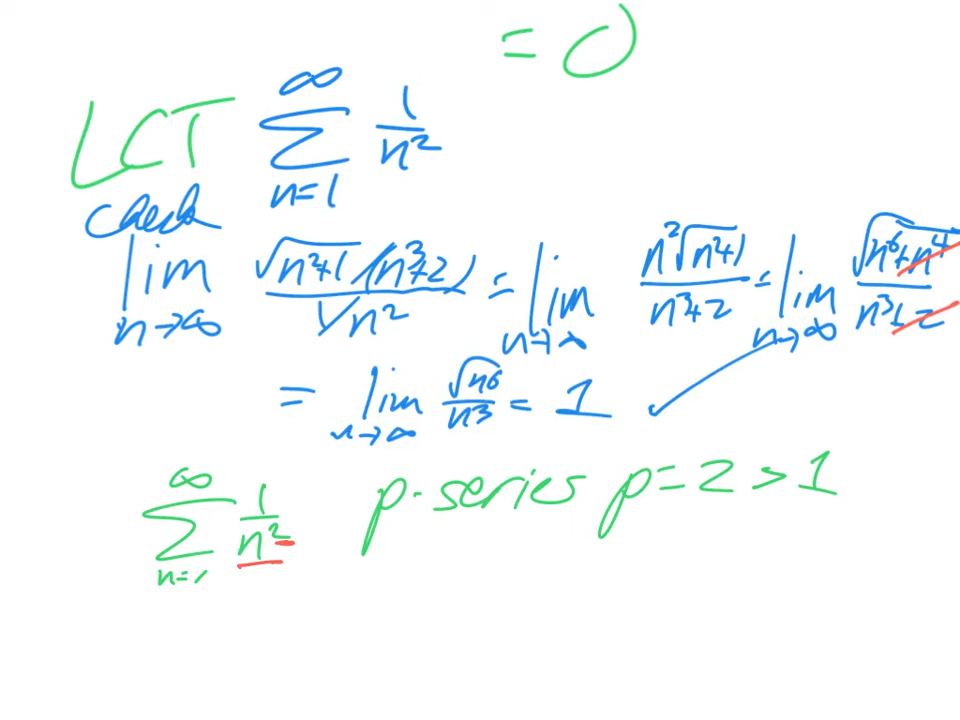 = 0
LCT ∑_{n=1}^{∞} 1/n²
check
lim_{n→∞} (√(n²+1)/(n³+2))/(1/n²) = lim_{n→∞} n²√(n²+1)/(n³+2) = lim_{n→∞} √(n⁶+n⁴)/(n³+2)
= lim_{n→∞} √n⁶/n³ = 1 ✓
∑_{n=1}^{∞} 1/n² p-series p=2>1